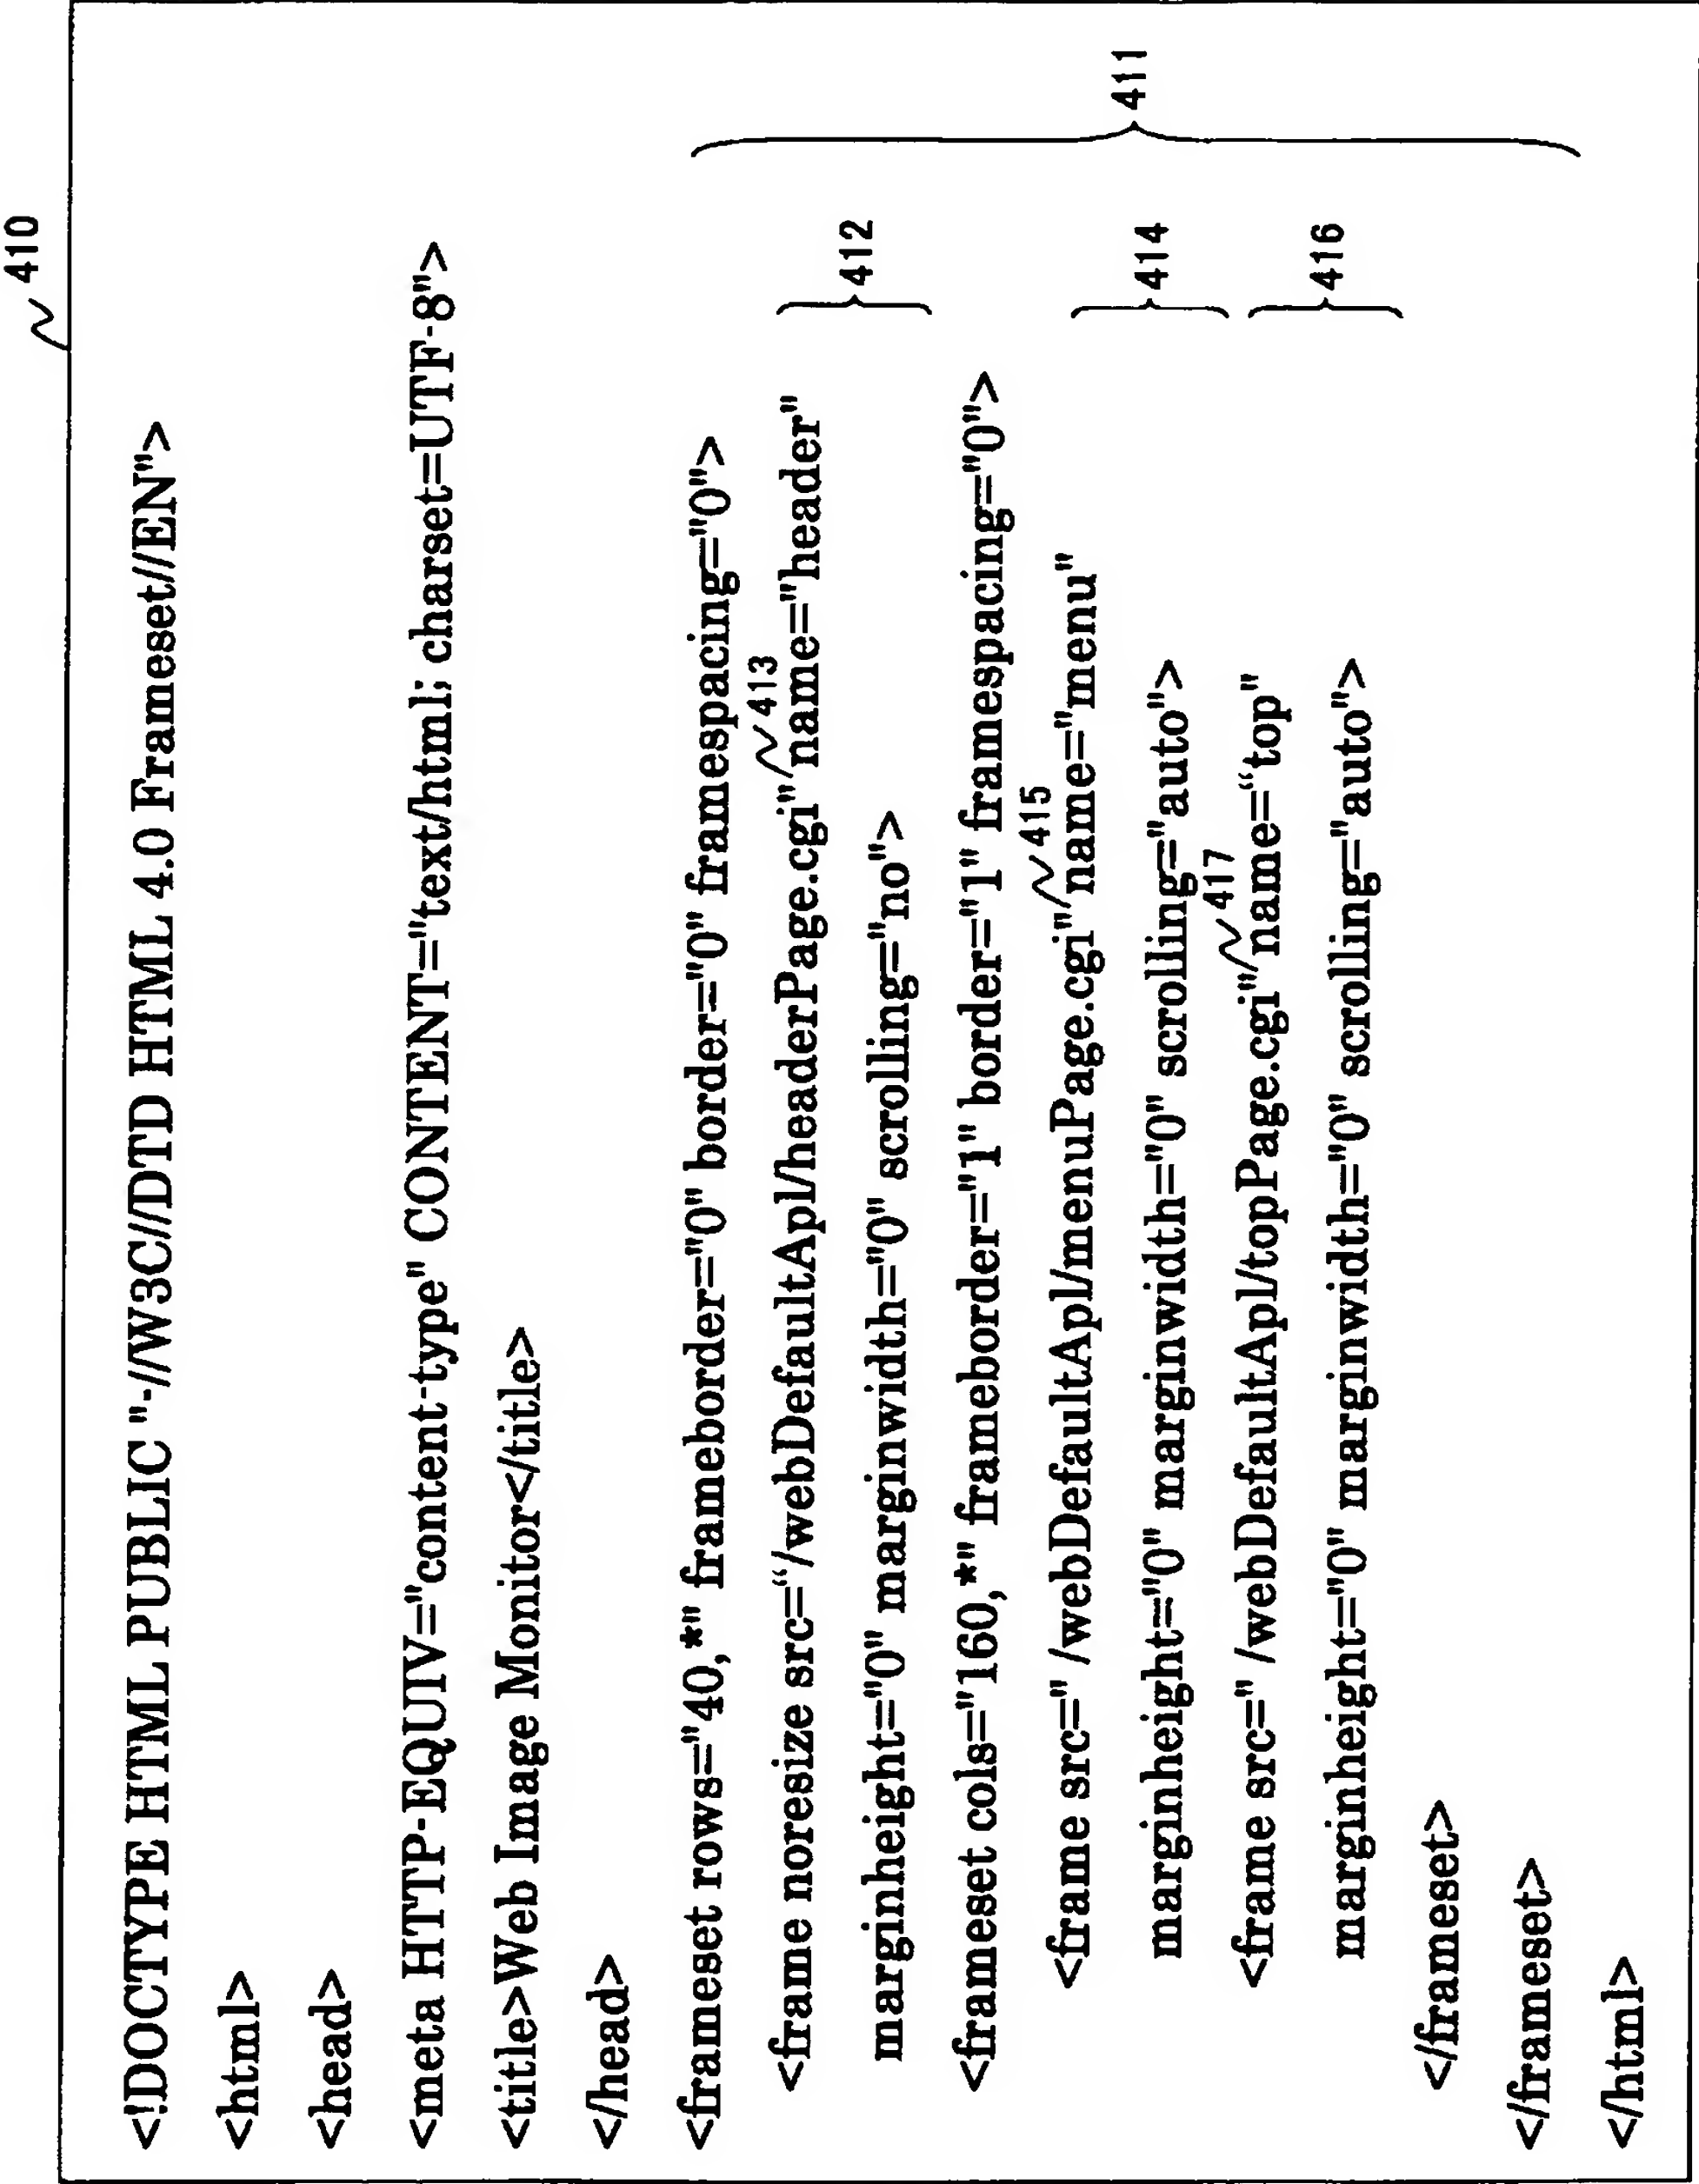 410
<!DOCTYPE HTML PUBLIC "-//W3C//DTD HTML 4.0 Frameset//EN">
<html>
<head>
<meta HTTP-EQUIV="content-type" CONTENT="text/html; charset=UTF-8">
<title>Web Image Monitor</title>
</head>
<frameset rows="40,*" frameborder="0" border="0" framespacing="0">
413
<frame noresize src="/webDefaultApl/headerPage.cgi" name="header"
412
marginheight="0" marginwidth="0" scrolling="no">
<frameset cols="160,*" frameborder="1" border="1" framespacing="0">
411
415
<frame src=" /webDefaultApl/menuPage.cgi" name="menu"
414
marginheight="0" marginwidth="0" scrolling="auto">
417
<frame src=" /webDefaultApl/topPage.cgi" name="top"
416
marginheight="0" marginwidth="0" scrolling="auto">
</frameset>
</frameset>
</html>